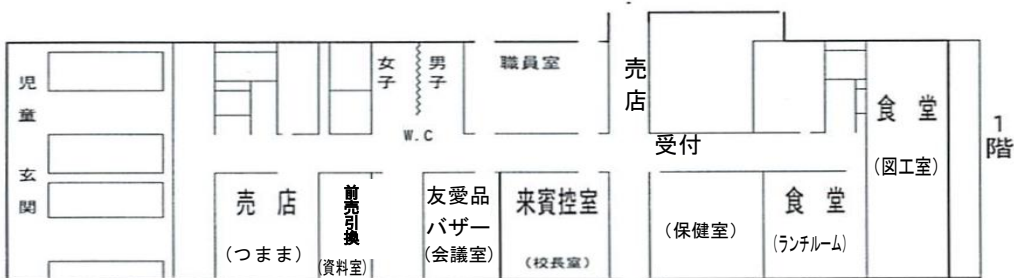 児童玄関
女子
男子
W.C
職員室
売店
受付
食堂
(図工室)
1階
売店
(つまま)
前売引換
(資料室)
友愛品
バザー
(会議室)
来賓控室
(校長室)
(保健室)
食堂
(ランチルーム)